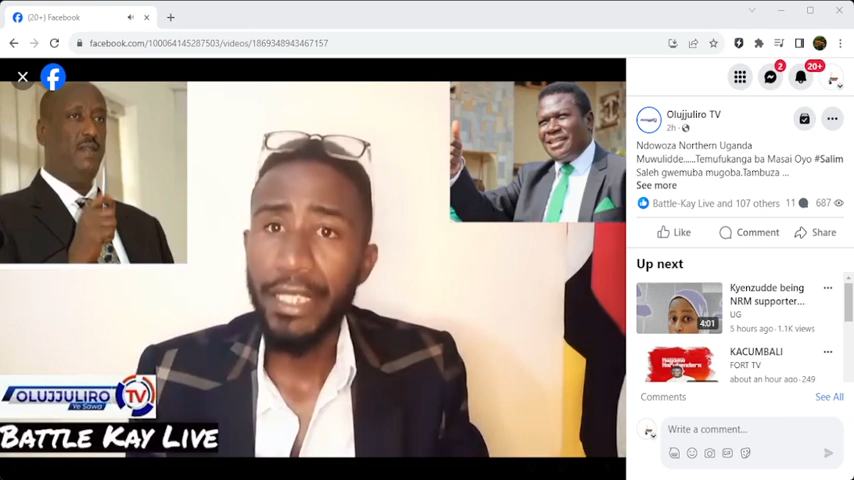 (20+) Facebook
facebook.com/100064145287503/videos/1869348943467157
2
20+
Olujjuliro TV
2h
Ndowoza Northern Uganda
Muwulidde......Temufukanga ba Masai Oyo #Salim
Saleh gwemuba mugoba.Tambuza ...
See more
Battle-Kay Live and 107 others
11
687
Like
Comment
Share
Up next
Kyenzudde being
NRM supporter...
UG
5 hours ago · 1.1K views
4:01
KACUMBALI
FORT TV
about an hour ago · 249
Comments
See All
Write a comment...
OLUJJULIRO
Ye Sawa
TV
BATTLE KAY LIVE